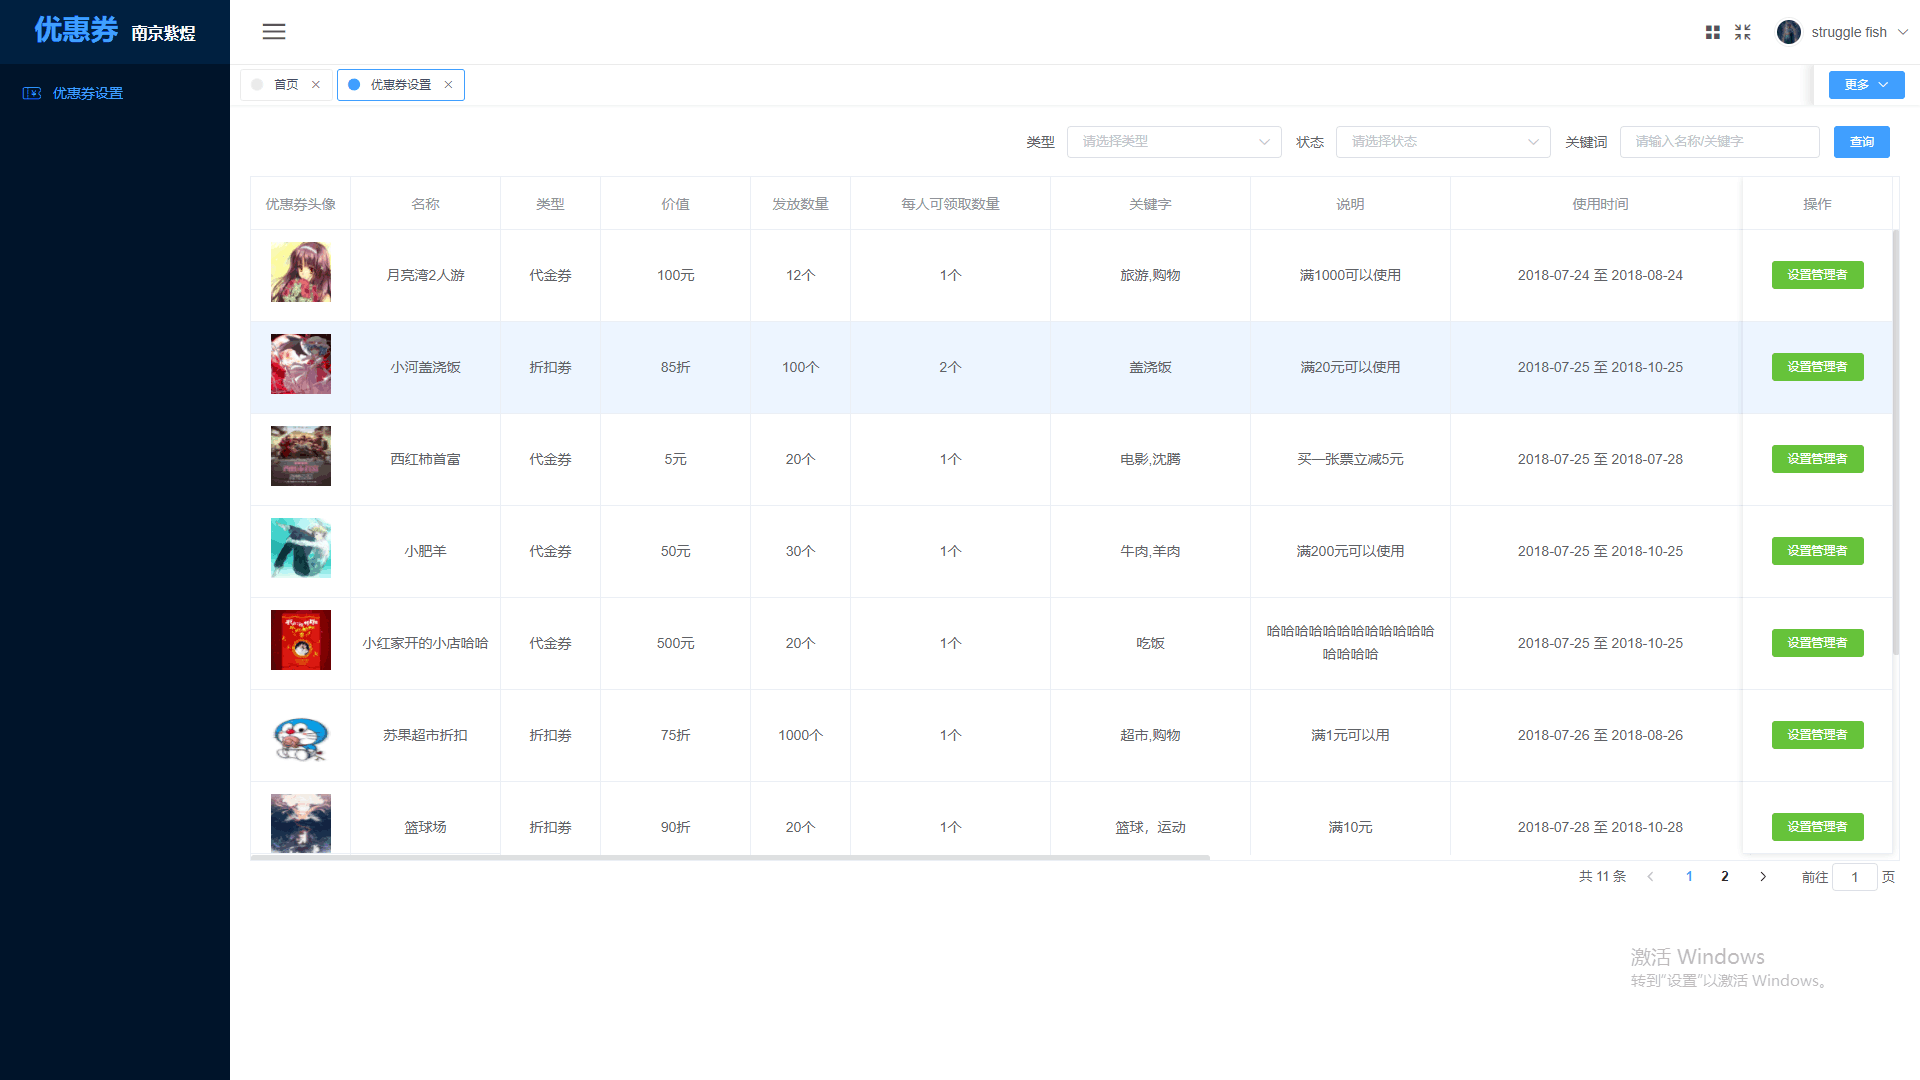 优惠券 南京紫煜
struggle fish
优惠券设置
首页
优惠券设置
更多
类型 请选择类型 状态 请选择状态 关键词 请输入名称/关键字 查询
优惠券头像 名称 类型 价值 发放数量 每人可领取数量 关键字 说明 使用时间 操作
月亮湾2人游 代金券 100元 12个 1个 旅游,购物 满1000可以使用 2018-07-24 至 2018-08-24 设置管理者
小河盖浇饭 折扣券 85折 100个 2个 盖浇饭 满20元可以使用 2018-07-25 至 2018-10-25 设置管理者
西红柿首富 代金券 5元 20个 1个 电影,沈腾 买一张票立减5元 2018-07-25 至 2018-07-28 设置管理者
小肥羊 代金券 50元 30个 1个 牛肉,羊肉 满200元可以使用 2018-07-25 至 2018-10-25 设置管理者
小红家开的小店哈哈 代金券 500元 20个 1个 吃饭 哈哈哈哈哈哈哈哈哈哈哈哈
哈哈哈哈 2018-07-25 至 2018-10-25 设置管理者
苏果超市折扣 折扣券 75折 1000个 1个 超市,购物 满1元可以用 2018-07-26 至 2018-08-26 设置管理者
篮球场 折扣券 90折 20个 1个 篮球，运动 满10元 2018-07-28 至 2018-10-28 设置管理者
共 11 条 1 2 前往 1 页
激活 Windows
转到“设置”以激活 Windows。